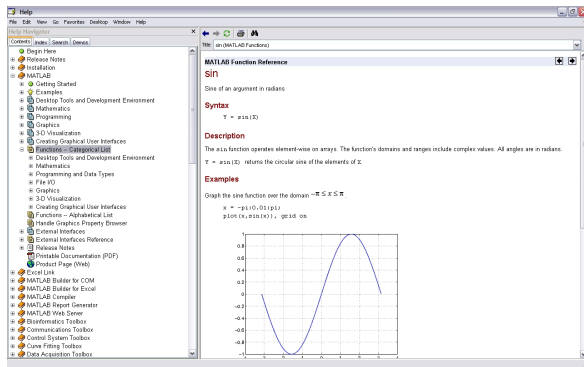 Help
File Edit View Go Favorites Desktop Window Help
Help Navigator
Contents Index Search Demos
Begin Here
Release Notes
Installation
MATLAB
Getting Started
Examples
Desktop Tools and Development Environment
Mathematics
Programming
Graphics
3-D Visualization
Creating Graphical User Interfaces
Functions -- Categorical List
Desktop Tools and Development Environment
Mathematics
Programming and Data Types
File I/O
Graphics
3-D Visualization
Creating Graphical User Interfaces
Functions -- Alphabetical List
Handle Graphics Property Browser
External Interfaces
External Interfaces Reference
Release Notes
Printable Documentation (PDF)
Product Page (Web)
Excel Link
MATLAB Builder for COM
MATLAB Builder for Excel
MATLAB Compiler
MATLAB Report Generator
MATLAB Web Server
Bioinformatics Toolbox
Communications Toolbox
Control System Toolbox
Curve Fitting Toolbox
Data Acquisition Toolbox
Title: sin (MATLAB Functions)
MATLAB Function Reference
sin
Sine of an argument in radians
Syntax
Y = sin(X)
Description
The sin function operates element-wise on arrays. The function's domains and ranges include complex values. All angles are in radians.
Y = sin(X) returns the circular sine of the elements of X.
Examples
Graph the sine function over the domain -π ≤ x ≤ π
x = -pi:0.01:pi;
plot(x,sin(x)), grid on
1
0.8
0.6
0.4
0.2
0
-0.2
-0.4
-0.6
-0.8
-1